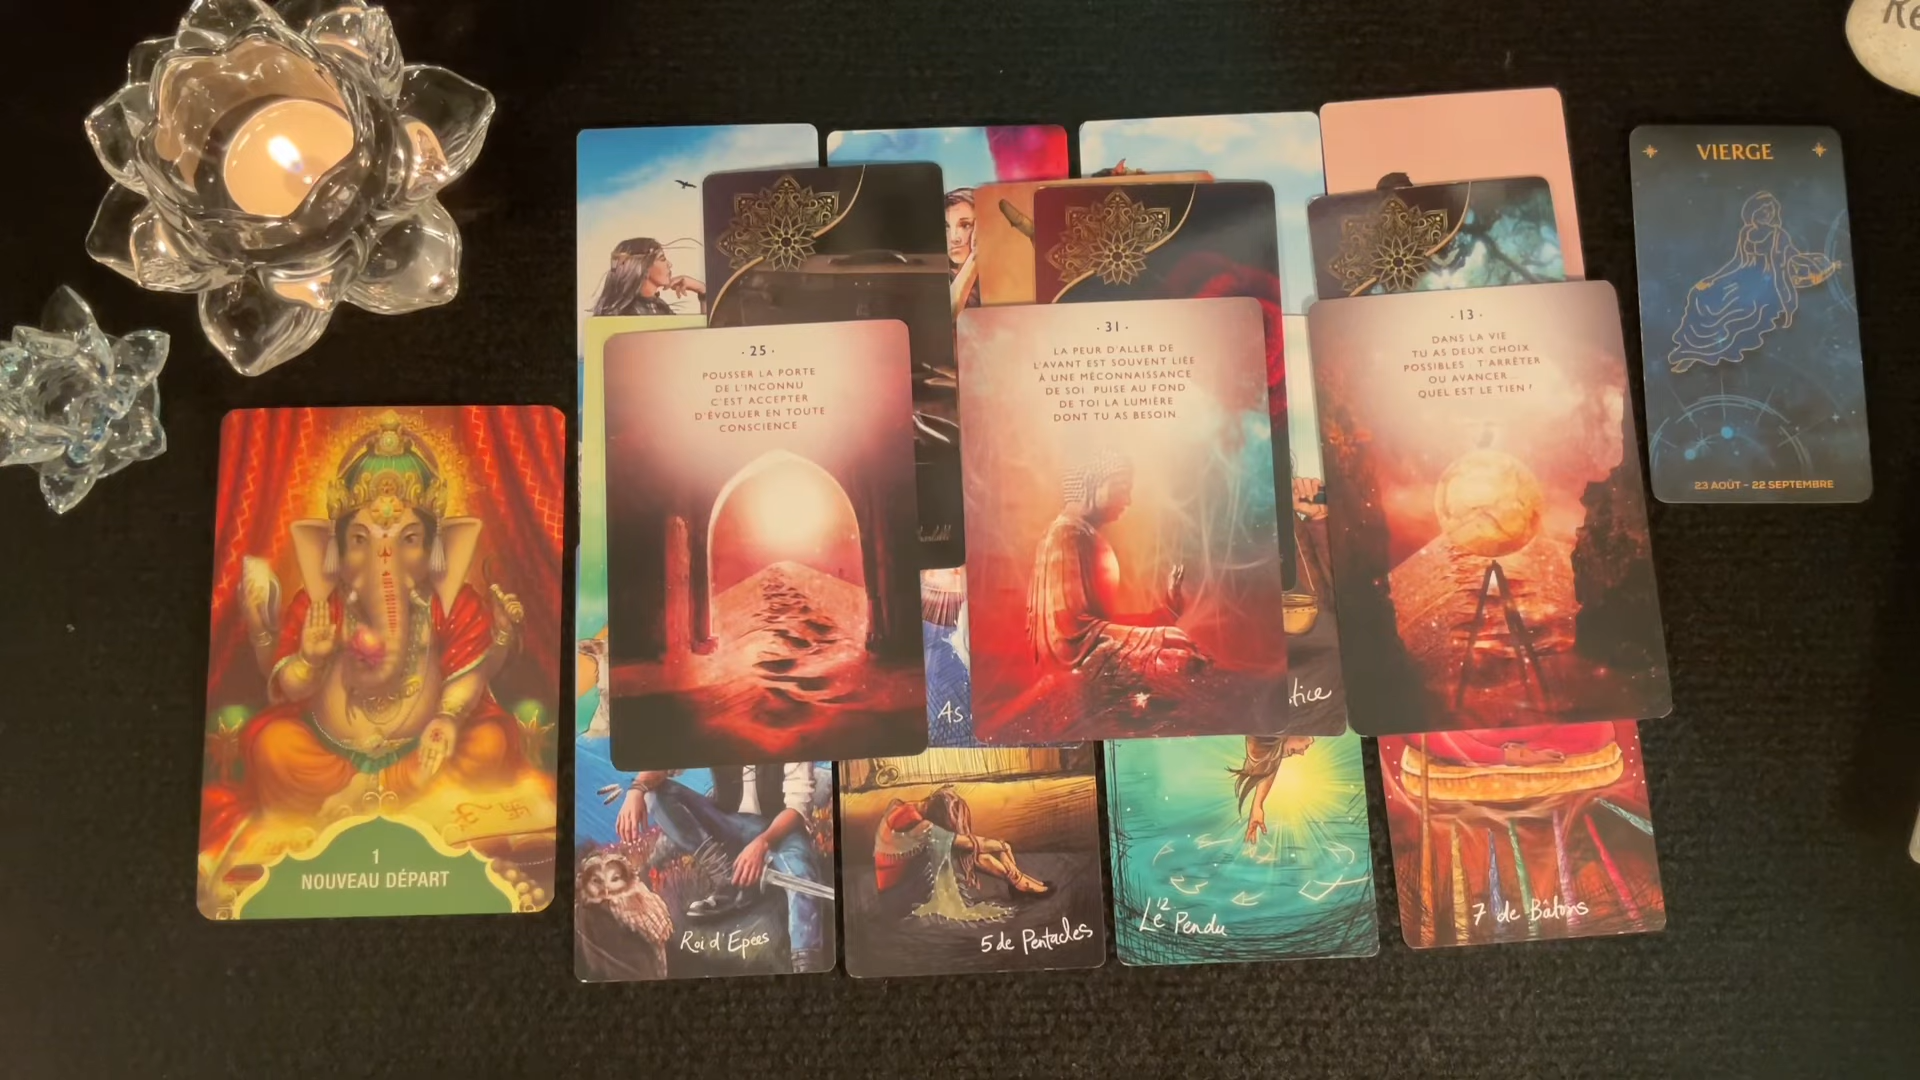 Re
VIERGE
23 AOÛT - 22 SEPTEMBRE
· 25 ·
POUSSER LA PORTE
DE L'INCONNU
C'EST ACCEPTER
D'ÉVOLUER EN TOUTE
CONSCIENCE
· 31 ·
LA PEUR D'ALLER DE
L'AVANT EST SOUVENT LIÉE
À UNE MÉCONNAISSANCE
DE SOI. PUISE AU FOND
DE TOI LA LUMIÈRE
DONT TU AS BESOIN
· 13 ·
DANS LA VIE
TU AS DEUX CHOIX
POSSIBLES : T'ARRÊTER
OU AVANCER...
QUEL EST LE TIEN ?
1
NOUVEAU DÉPART
As
tice
Roi d'Epées
5 de Pentacles
12
Le Pendu
7 de Bâtons